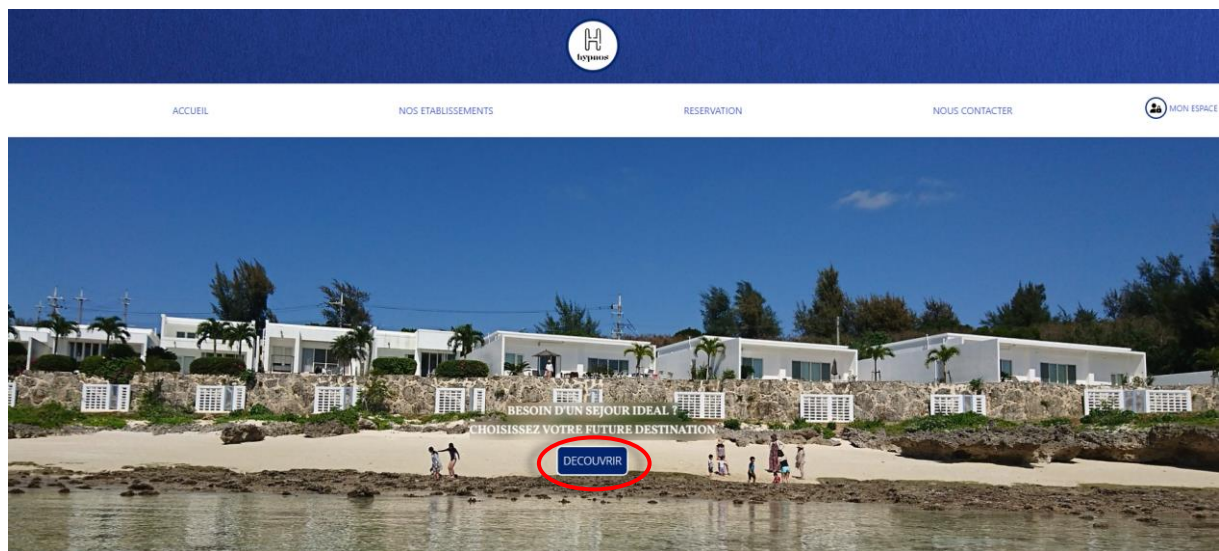 hypnos
ACCUEIL
NOS ETABLISSEMENTS
RESERVATION
NOUS CONTACTER
MON ESPACE
BESOIN D'UN SEJOUR IDEAL ?
CHOISISSEZ VOTRE FUTURE DESTINATION
DECOUVRIR